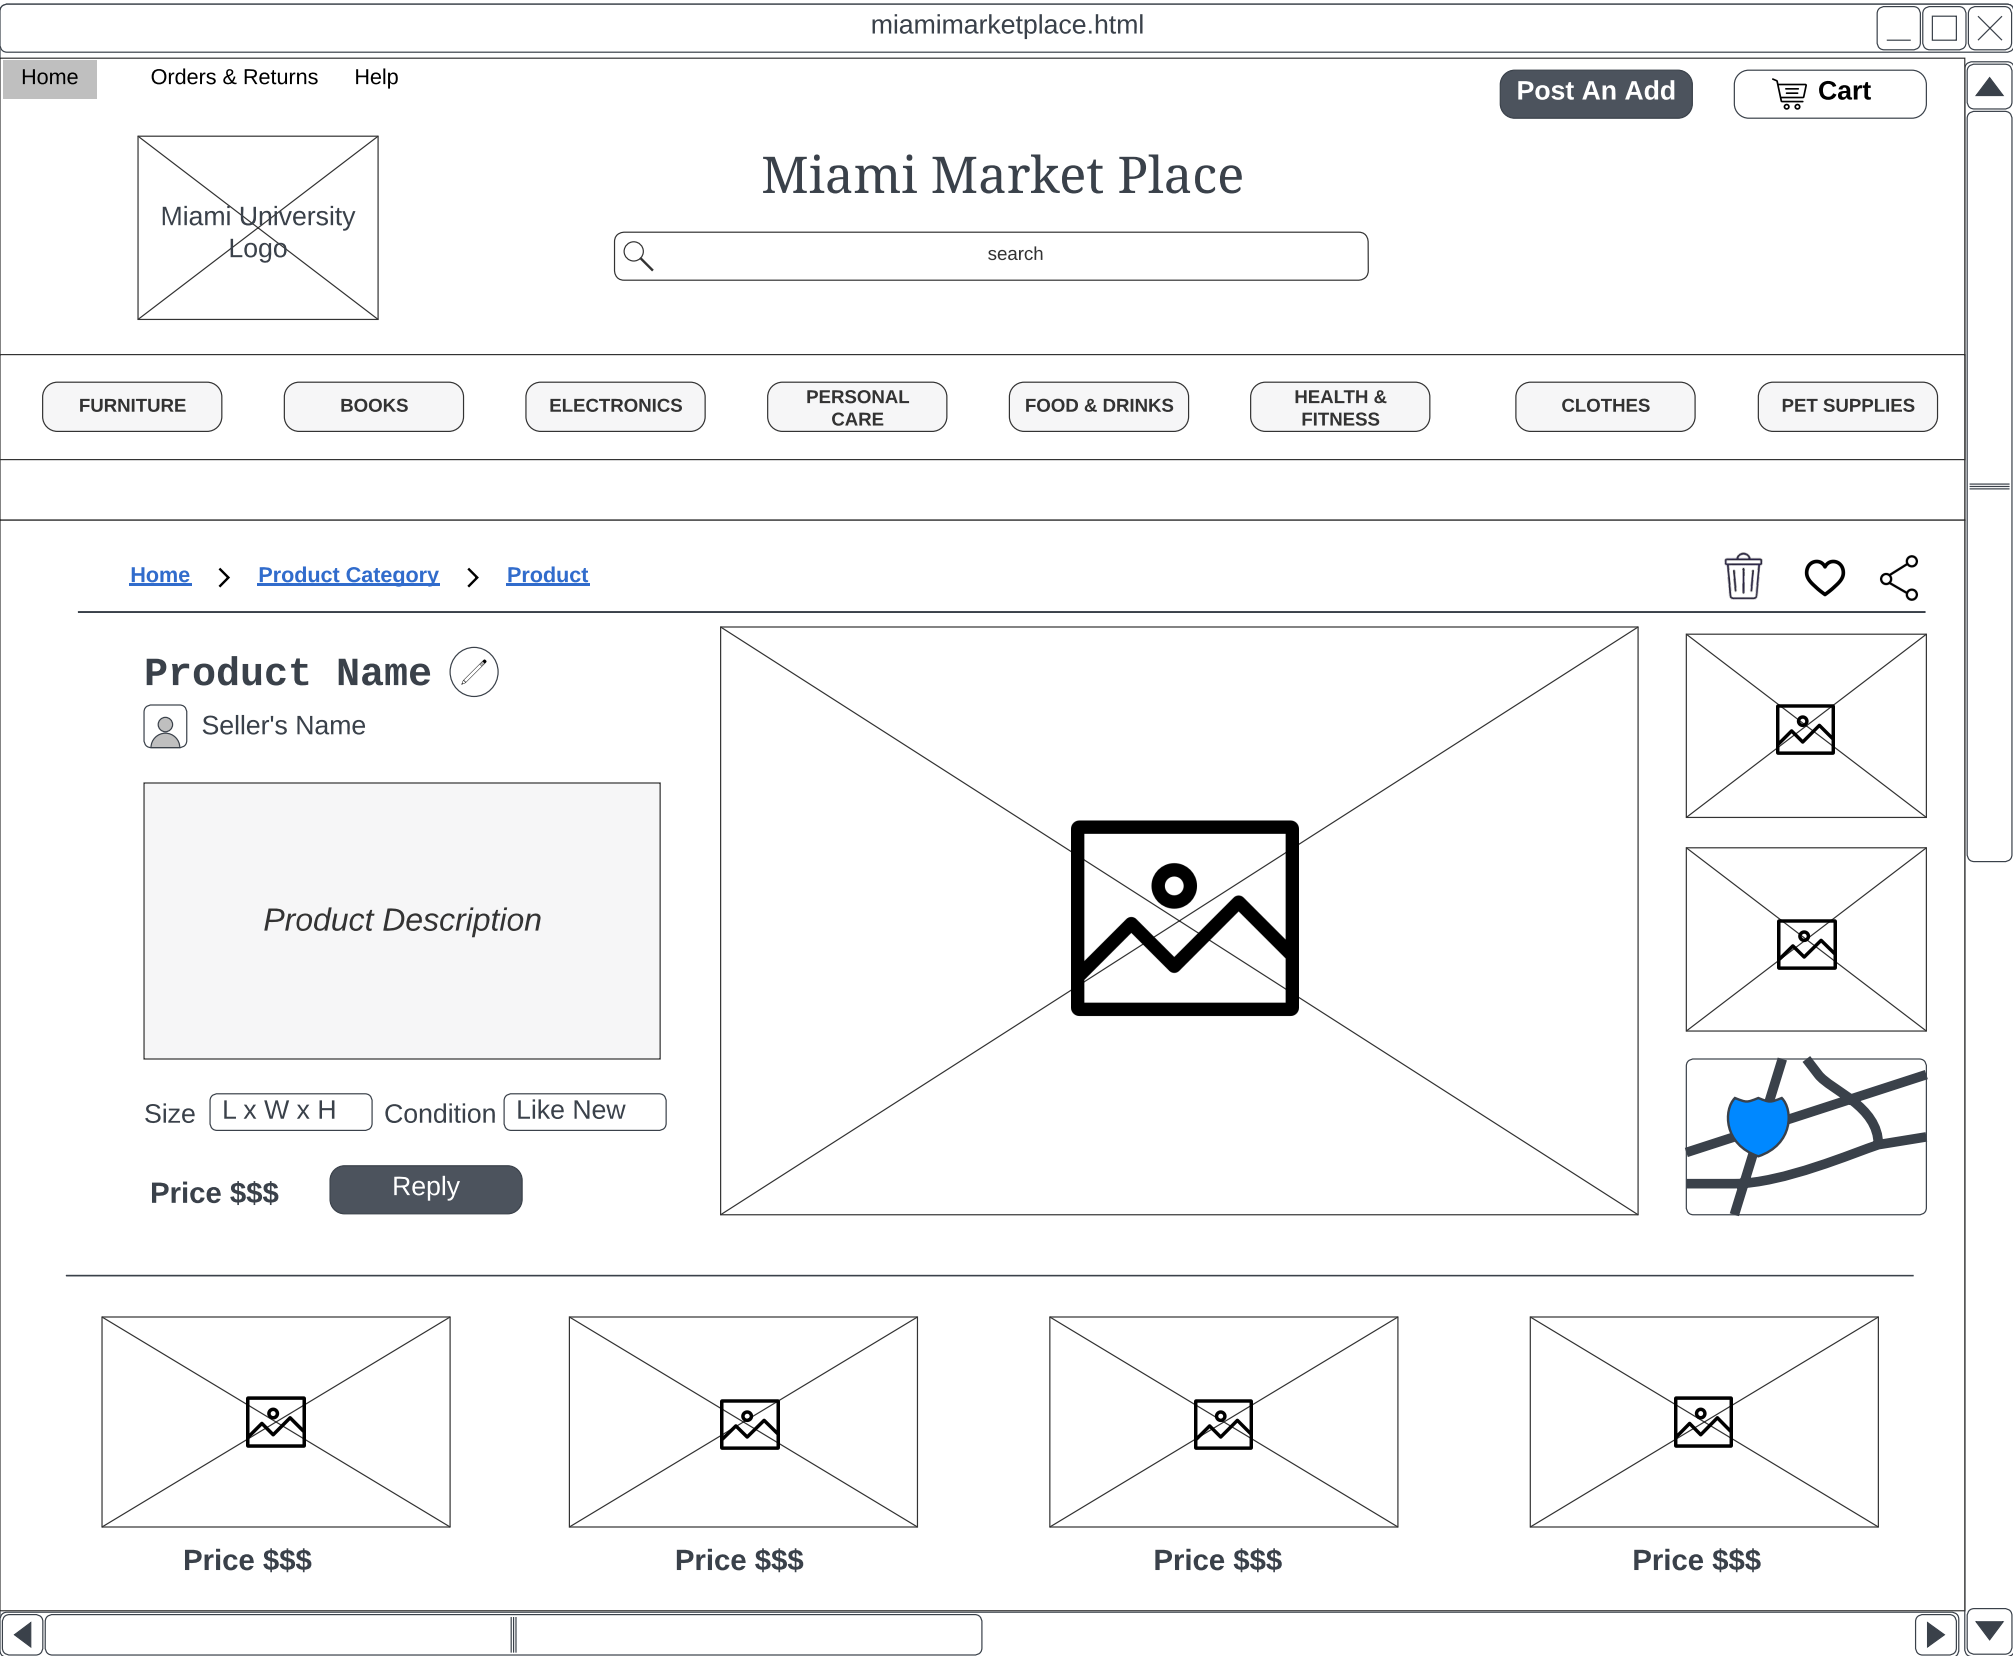 miamimarketplace.html
Home Orders & Returns Help
Post An Add Cart
Miami University
Logo
Miami Market Place
search
FURNITURE
BOOKS
ELECTRONICS
PERSONAL
CARE
FOOD & DRINKS
HEALTH &
FITNESS
CLOTHES
PET SUPPLIES
Home Product Category Product
Product Name
Seller's Name
Product Description
Size L x W x H Condition Like New
Price $$$ Reply
Price $$$ Price $$$ Price $$$ Price $$$